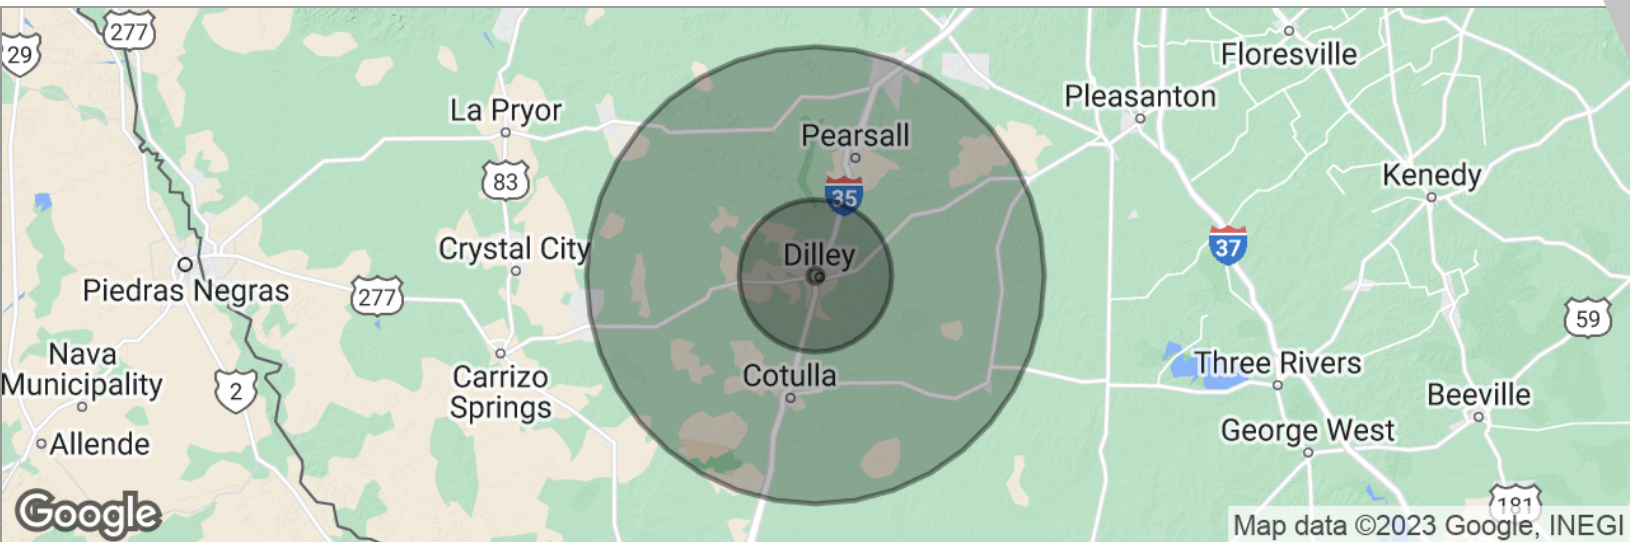 277
29
Floresville
La Pryor
Pleasanton
Pearsall
83
35
Kenedy
Crystal City
Dilley
37
Piedras Negras
277
59
Nava
Municipality
2
Carrizo
Springs
Cotulla
Three Rivers
Beeville
Allende
George West
181
Google
Map data ©2023 Google, INEGI